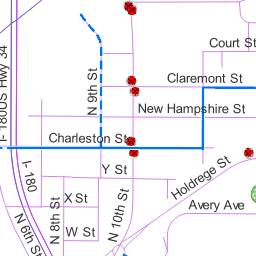 Court St
Claremont St
N 9th St
New Hampshire St
I- 180US Hwy 34
Charleston St
Y St
Holdrege St
I- 180
X St
N 8th St
N 10th St
Avery Ave
N 6th St
W St